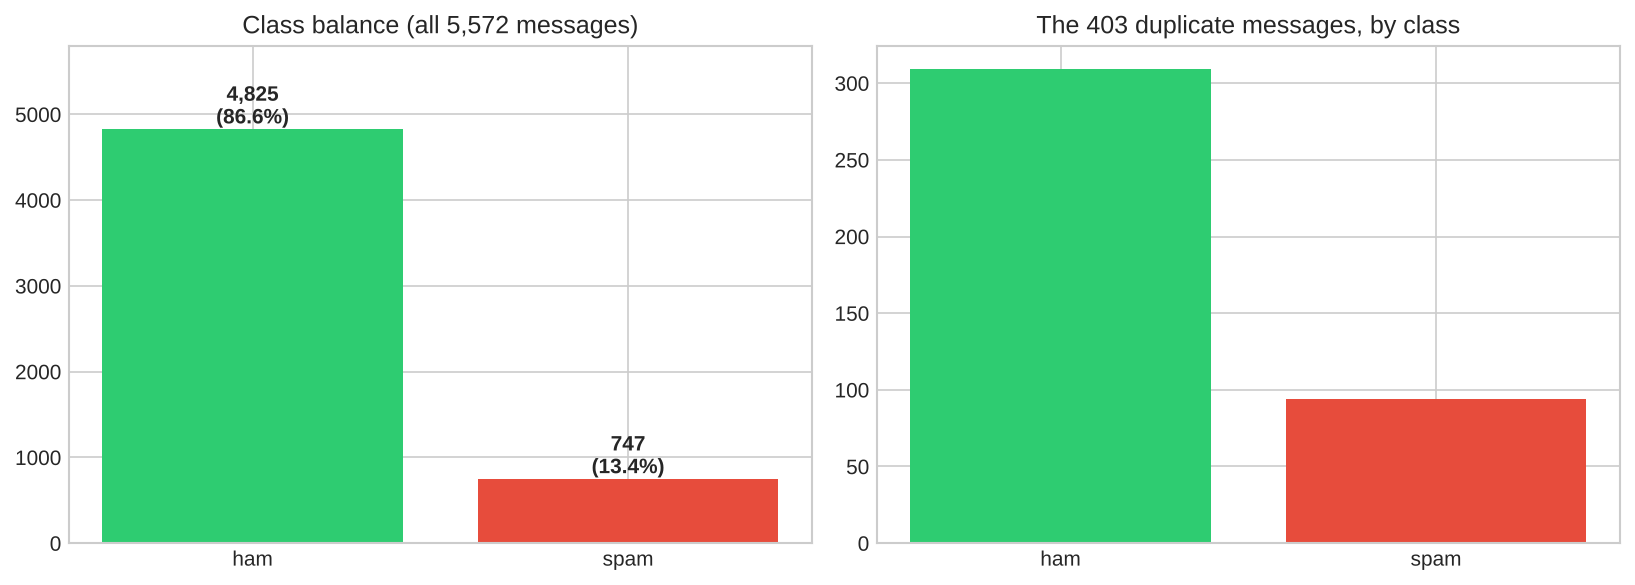 Class balance (all 5,572 messages)
5000
4000
3000
2000
1000
0
4,825
(86.6%)
747
(13.4%)
ham
spam
The 403 duplicate messages, by class
300
250
200
150
100
50
0
ham
spam